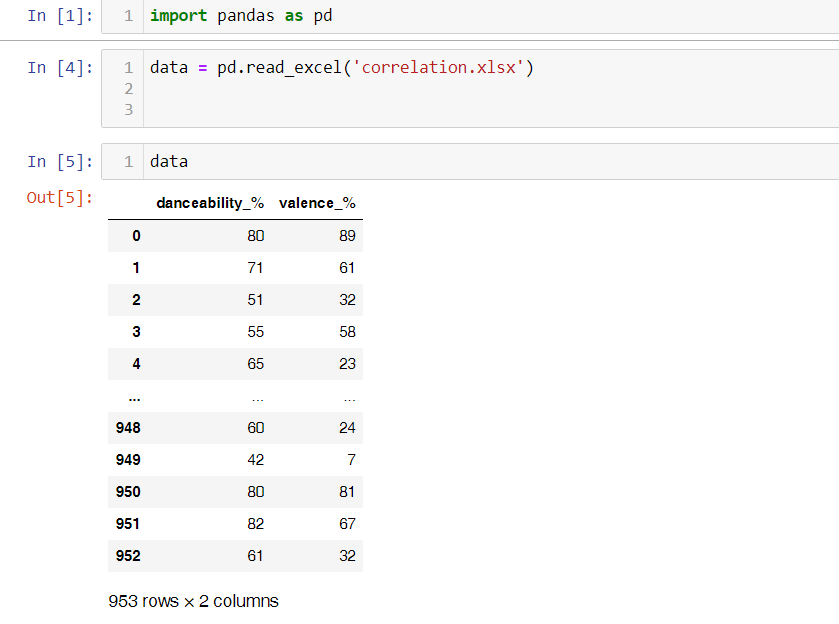 In [1]: 1 import pandas as pd
In [4]: 1 data = pd.read_excel('correlation.xlsx')
2
3
In [5]: 1 data
Out[5]:
danceability_% valence_%
0 80 89
1 71 61
2 51 32
3 55 58
4 65 23
... ... ...
948 60 24
949 42 7
950 80 81
951 82 67
952 61 32
953 rows × 2 columns